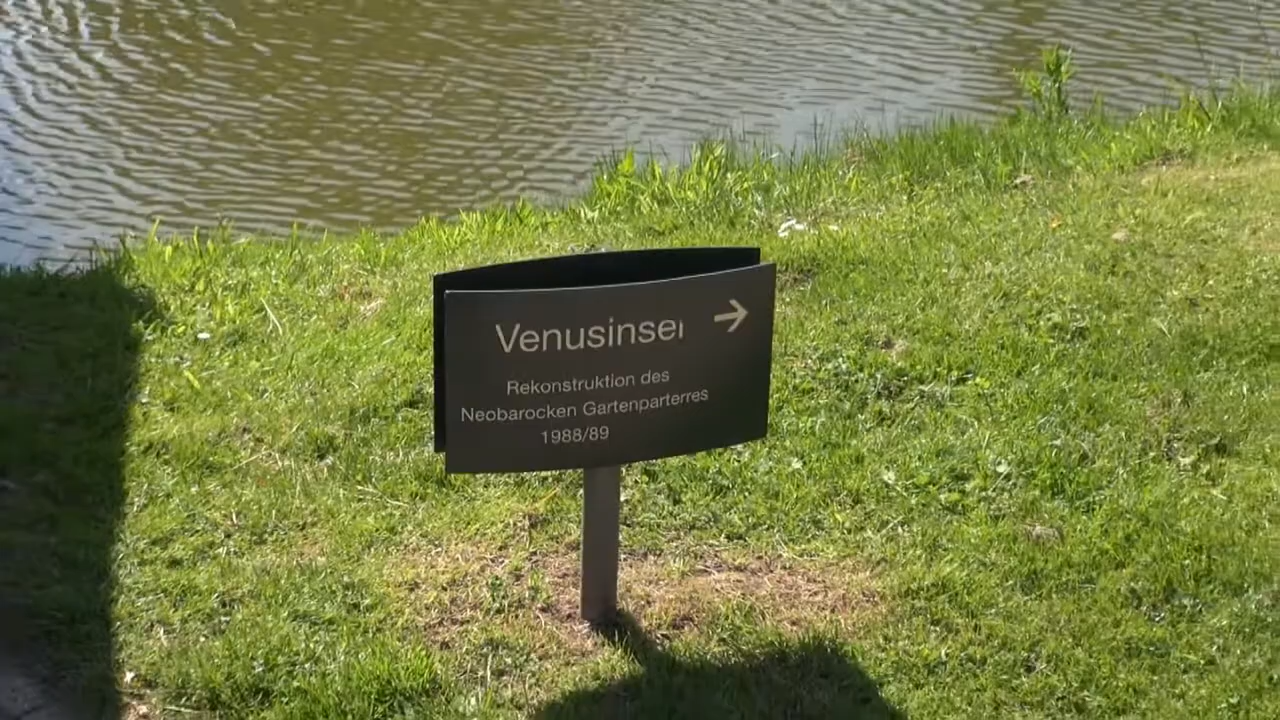 Venusinsel →
Rekonstruktion des
Neobarocken Gartenparterres
1988/89